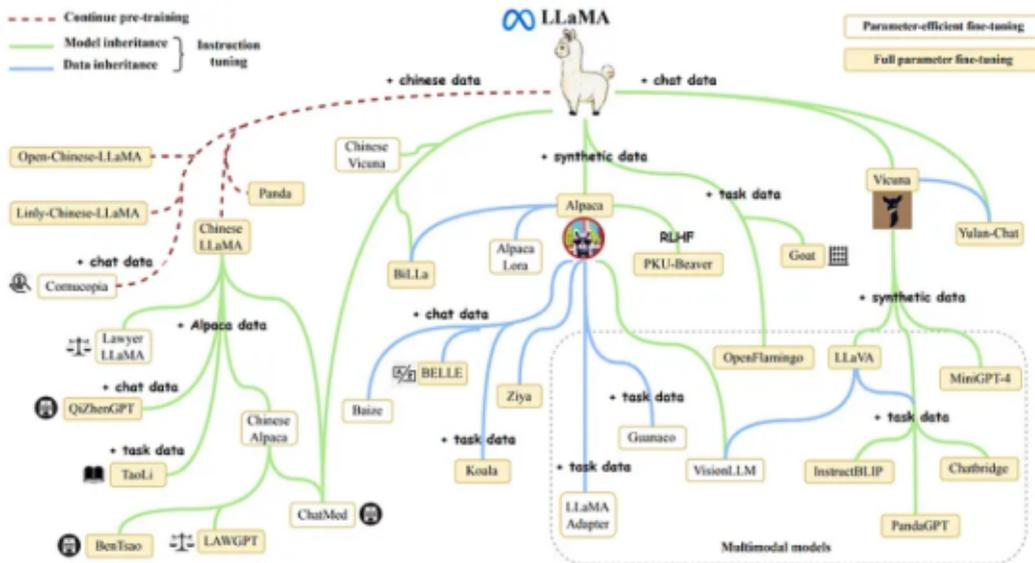 Continue pre-training
Model inheritance
Data inheritance
Instruction
tuning
LLaMA
Parameter-efficient fine-tuning
Full parameter fine-tuning
+ chinese data
+ chat data
Chinese
Vicuna
+ synthetic data
Open-Chinese-LLaMA
Panda
+ task data
Vicuna
Linly-Chinese-LLaMA
Alpaca
Chinese
LLaMA
RLHF
Yulan-Chat
Alpaca
Lora
PKU-Beaver
Goat
+ chat data
BiLLa
Cornucopia
+ synthetic data
+ chat data
+ Alpaca data
Lawyer
LLaMA
OpenFlamingo
LLaVA
BELLE
MiniGPT-4
+ chat data
QiZhenGPT
Baize
Ziya
+ task data
+ task data
Chinese
Alpaca
Guanaco
+ task data
+ task data
TaoLi
Koala
+ task data
VisionLLM
InstructBLIP
Chatbridge
ChatMed
LLaMA
Adapter
PandaGPT
BenTsao
LAWGPT
Multimodal models